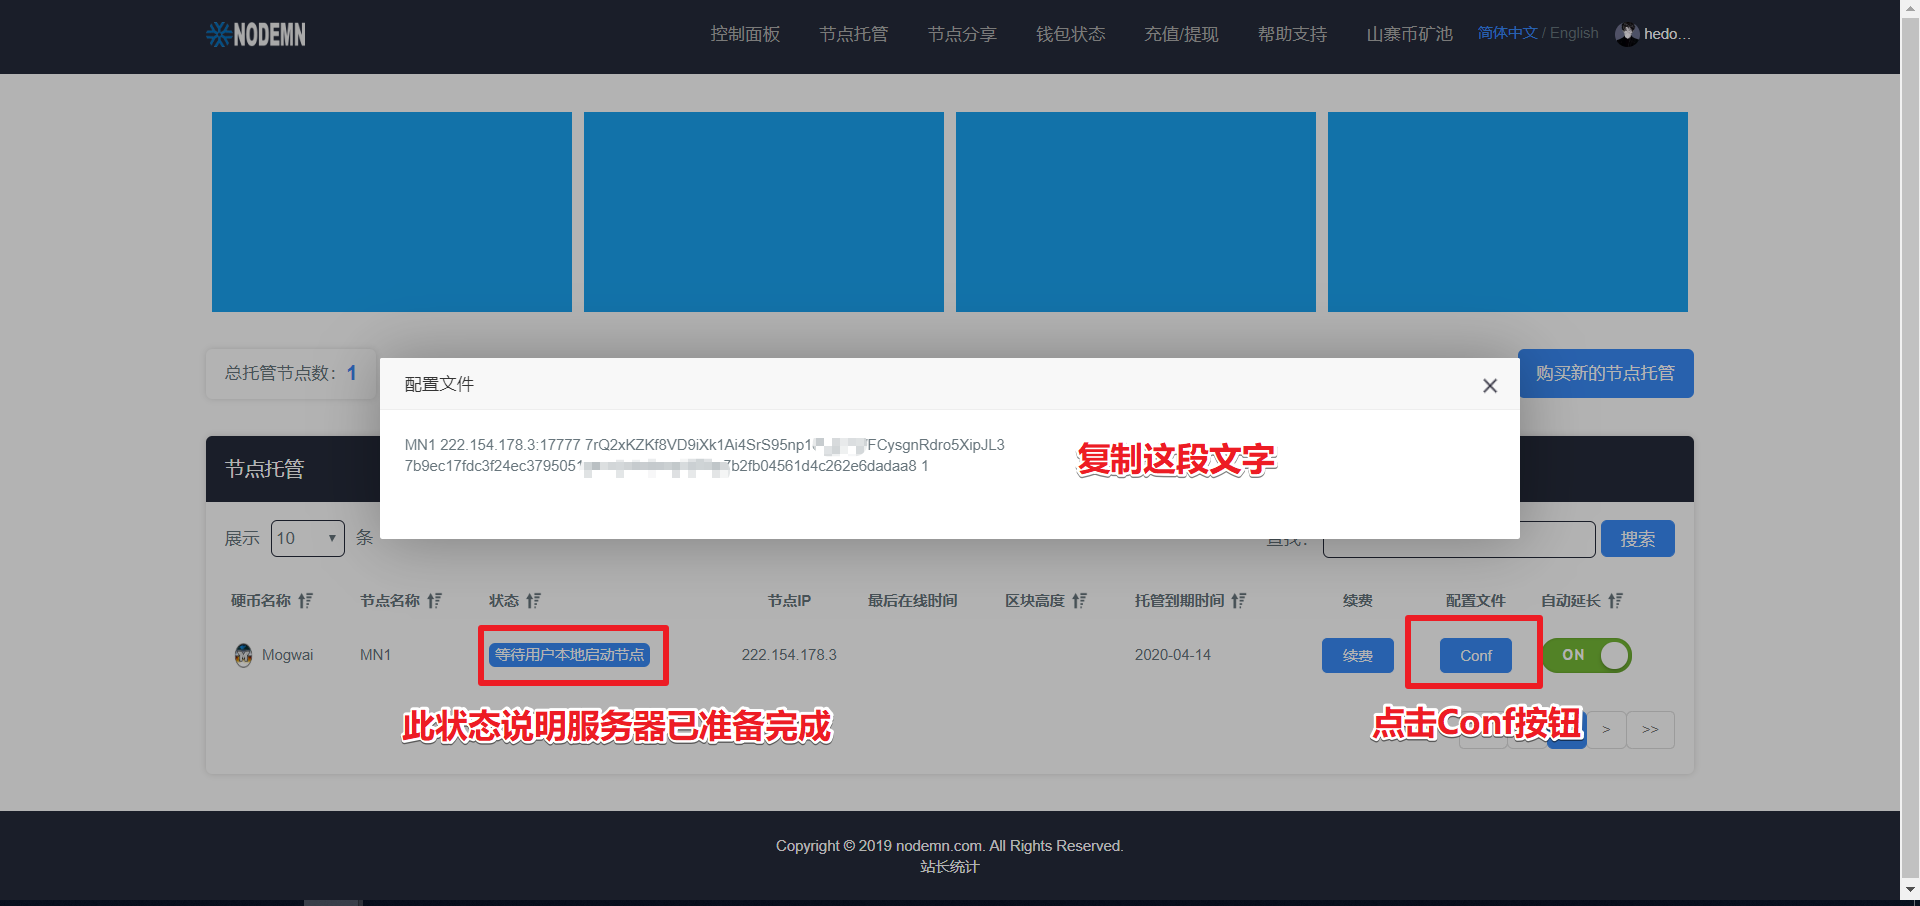 NODEMN
控制面板
节点托管
节点分享
钱包状态
充值/提现
帮助支持
山寨币矿池
简体中文 / English
hedo...
总托管节点数: 1
购买新的节点托管
配置文件
MN1 222.154.178.3:17777 7rQ2xKZKf8VD9iXk1Ai4SrS95np1 FCysgnRdro5XipJL3
7b9ec17fdc3f24ec3795051 7b2fb04561d4c262e6dadaa8 1
复制这段文字
节点托管
展示 10 条
搜索
硬币名称 节点名称 状态 节点IP 最后在线时间 区块高度 托管到期时间 续费 配置文件 自动延长
Mogwai MN1 等待用户本地启动节点 222.154.178.3 2020-04-14 续费 Conf ON
此状态说明服务器已准备完成
点击Conf按钮
> >>
Copyright © 2019 nodemn.com. All Rights Reserved.
站长统计